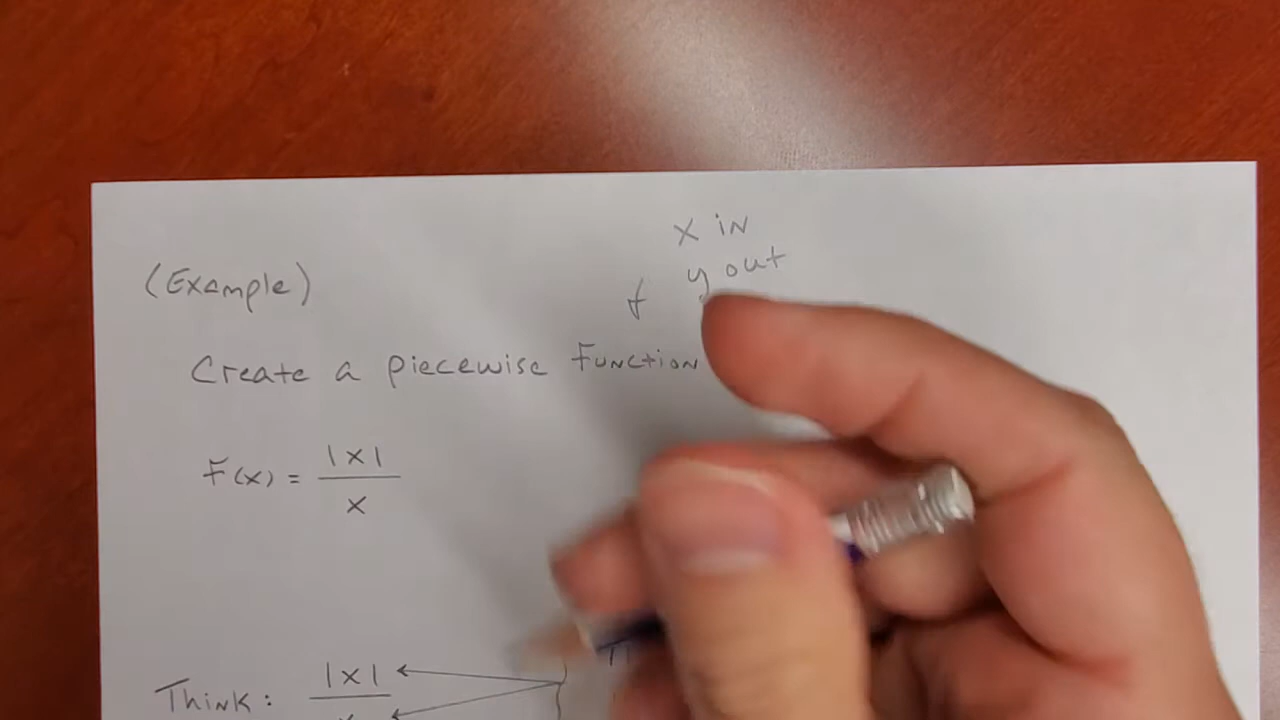 x in
y out
(Example)
Create a piecewise Function
F(x) = |x|/x
Think: |x|/x